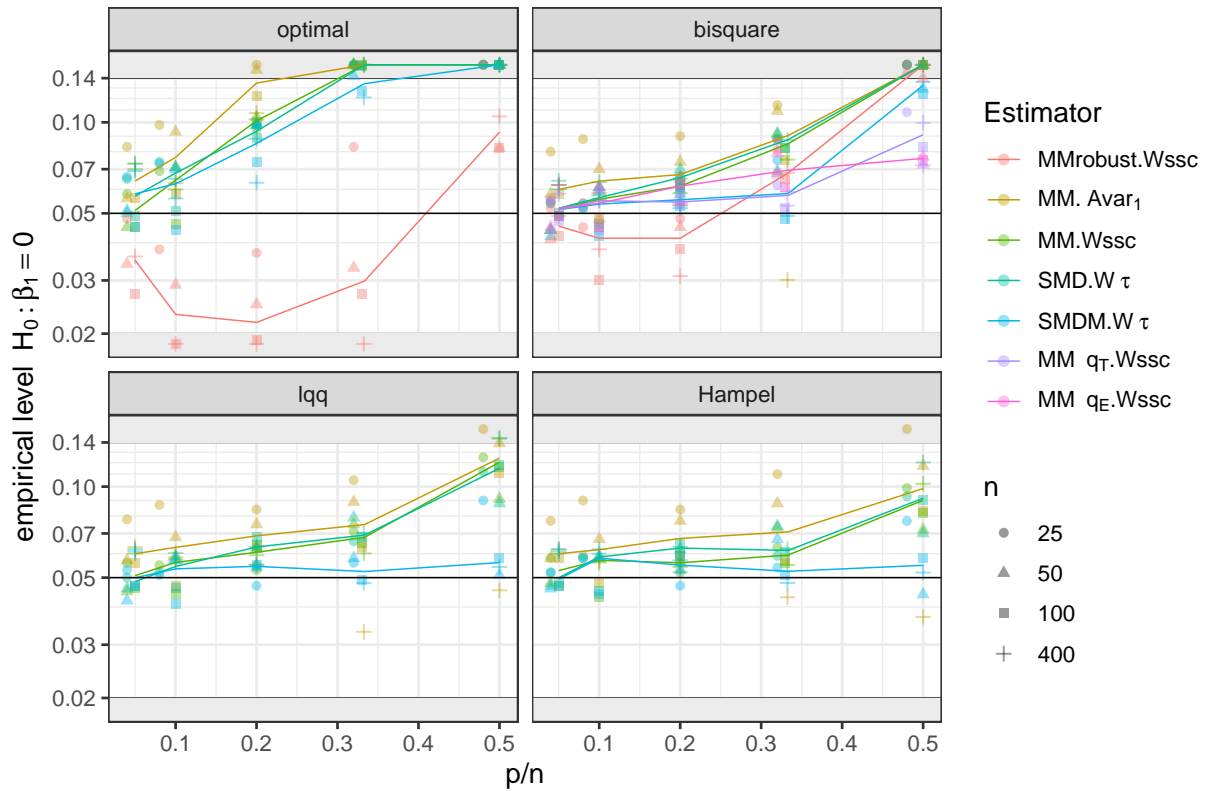 optimal
bisquare
0.14
0.10
0.07
0.05
0.03
0.02
lqq
Hampel
0.14
0.10
0.07
0.05
0.03
0.02
0.1 0.2 0.3 0.4 0.5
0.1 0.2 0.3 0.4 0.5
p/n
empirical level H₀ : β₁ = 0
Estimator
MMrobust.Wssc
MM. Avar₁
MM.Wssc
SMD.W τ
SMDM.W τ
MM q_T.Wssc
MM q_E.Wssc
n
25
50
100
400